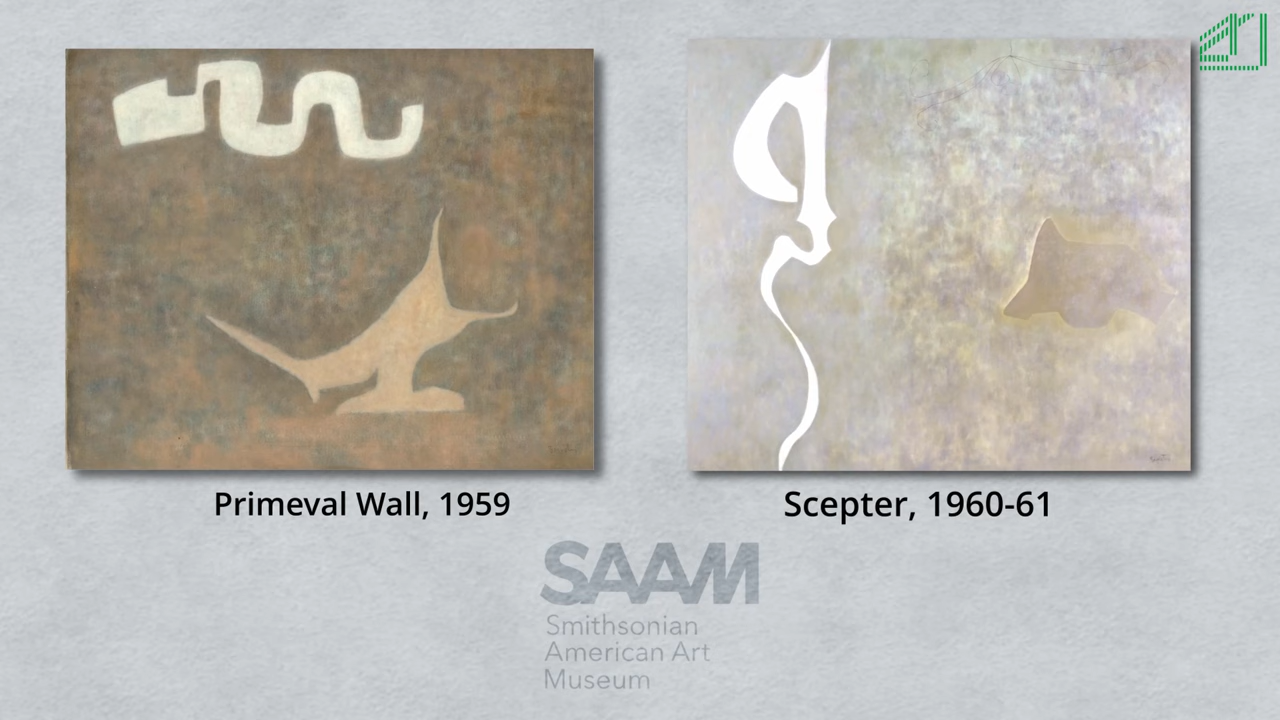 Primeval Wall, 1959
Scepter, 1960-61
SAAM
Smithsonian
American Art
Museum